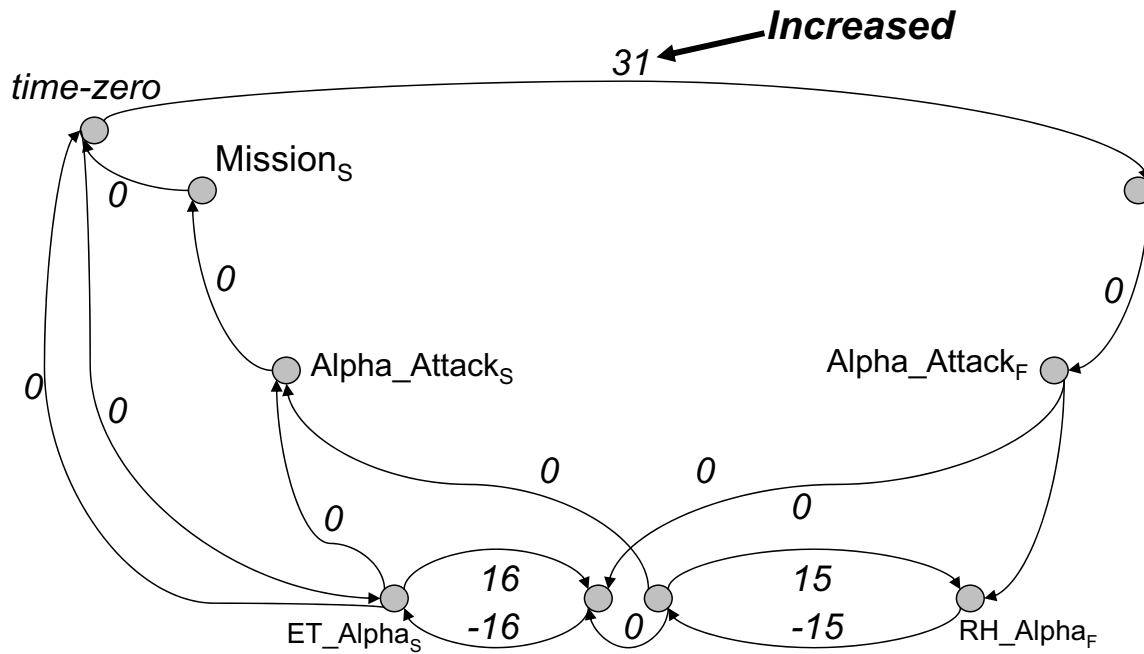 Increased
31
time-zero
Mission_S
0
0
0
Alpha_Attack_S
Alpha_Attack_F
0
0
0
0
0
0
16
15
ET_Alpha_S
-16
0
-15
RH_Alpha_F